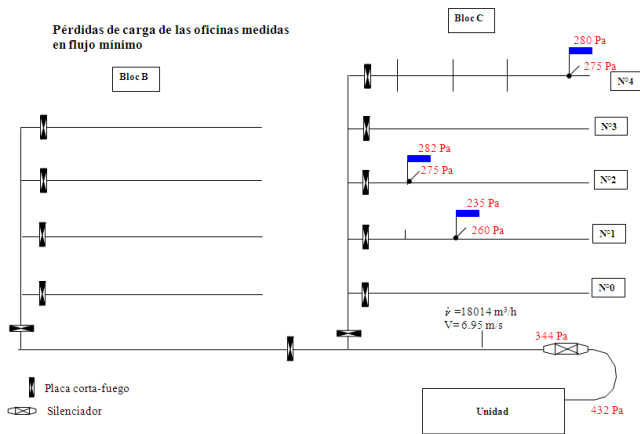 Pérdidas de carga de las oficinas medidas
en flujo mínimo
Bloc B
Bloc C
280 Pa
275 Pa
N°4
N°3
282 Pa
275 Pa
N°2
235 Pa
260 Pa
N°1
N°0
v̇ =18014 m³/h
V= 6.95 m/s
344 Pa
432 Pa
Unidad
Placa corta-fuego
Silenciador